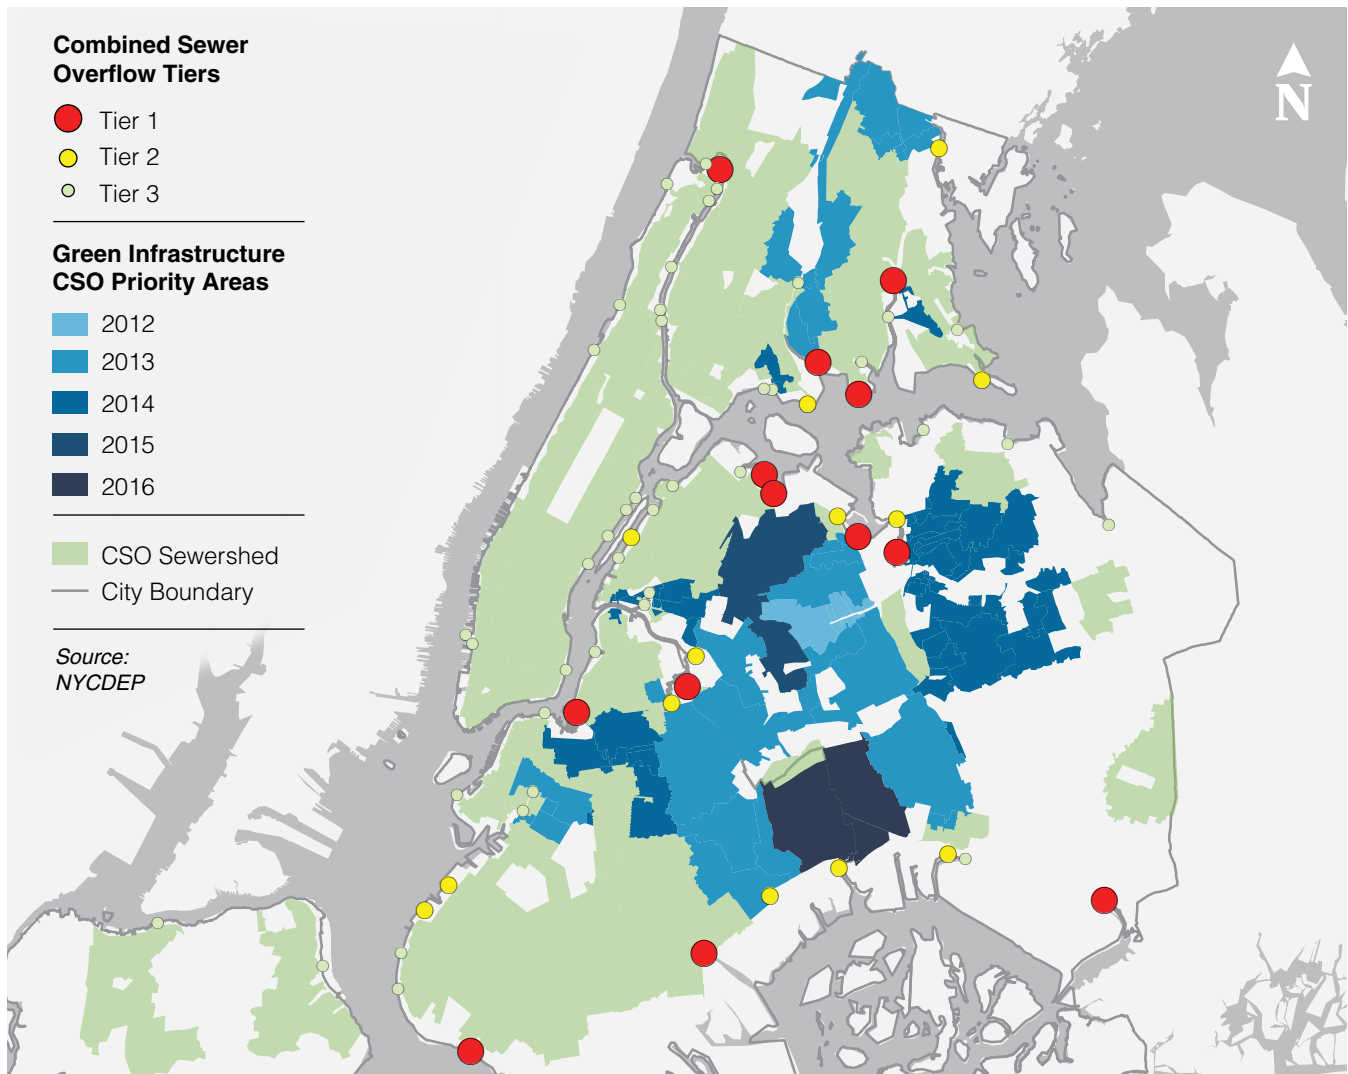 Combined Sewer
Overflow Tiers
Tier 1
Tier 2
Tier 3
Green Infrastructure
CSO Priority Areas
2012
2013
2014
2015
2016
CSO Sewershed
City Boundary
Source:
NYCDEP
N